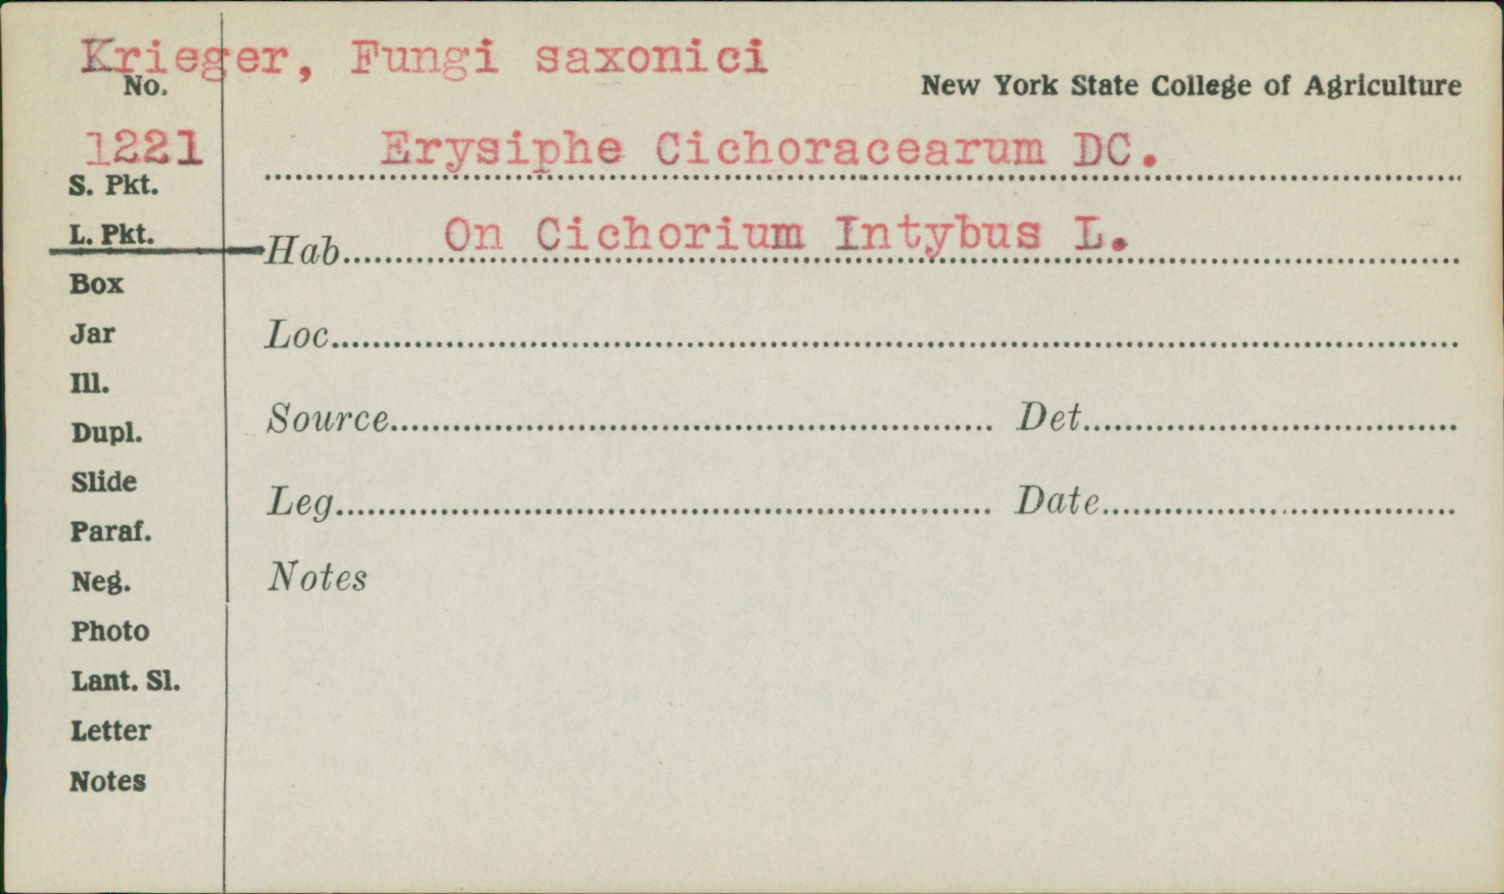 Krieger, Fungi saxonici
No.
New York State College of Agriculture
1221
Erysiphe Cichoracearum DC.
S. Pkt.
L. Pkt.
Hab. On Cichorium Intybus L.
Box
Jar
Loc.
Ill.
Dupl.
Source Det.
Slide
Leg. Date
Paraf.
Neg.
Notes
Photo
Lant. Sl.
Letter
Notes